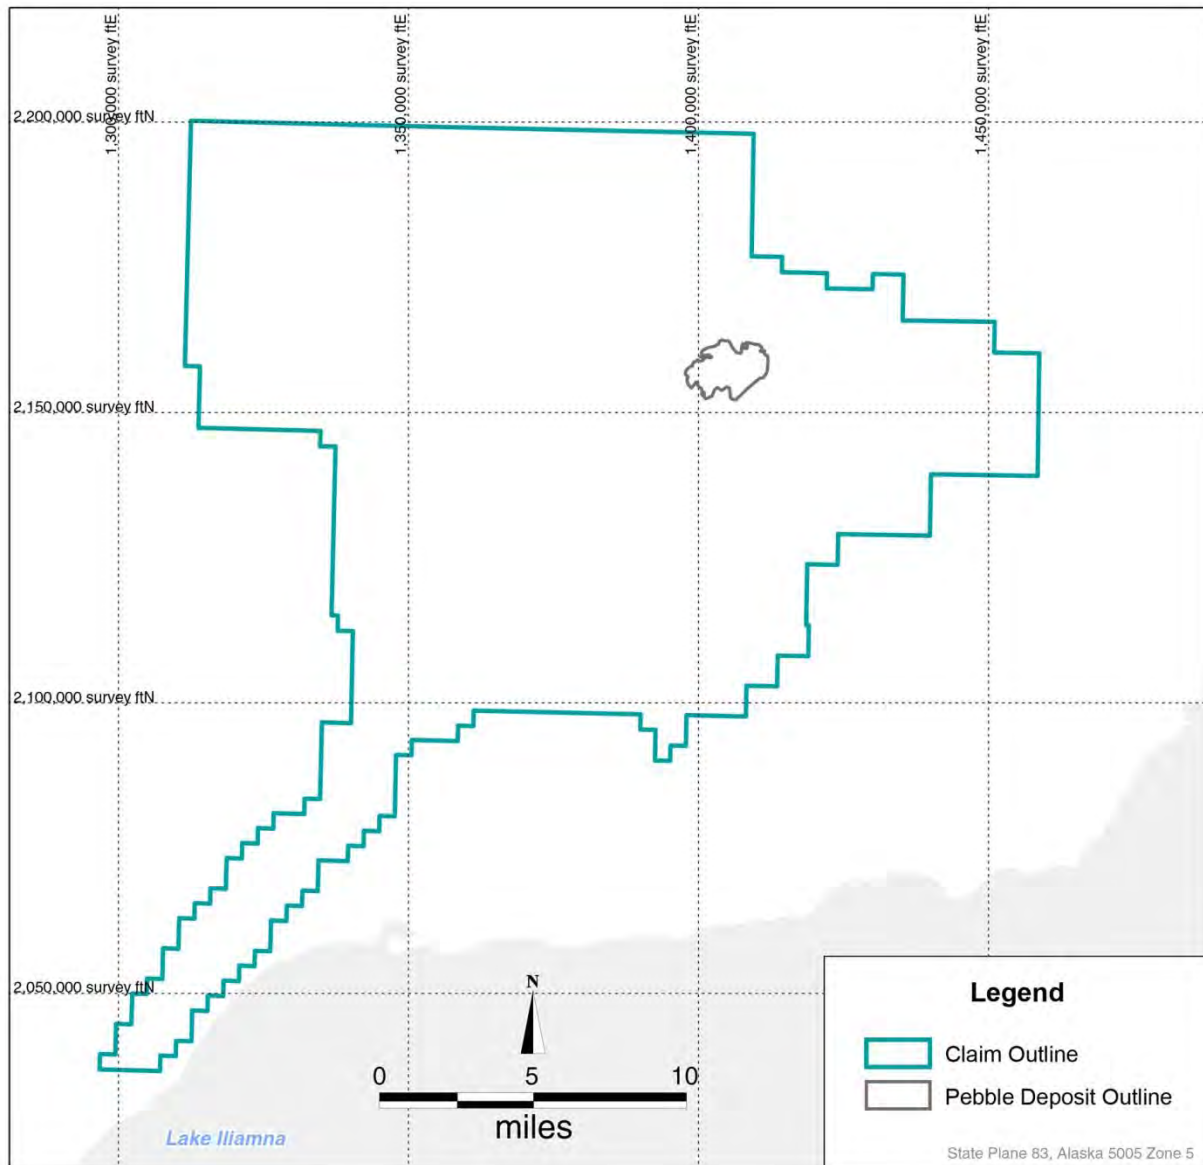 1,300,000 survey ftE
1,350,000 survey ftE
1,400,000 survey ftE
1,450,000 survey ftE
2,200,000 survey ftN
2,150,000 survey ftN
2,100,000 survey ftN
2,050,000 survey ftN
N
0 5 10
miles
Lake Iliamna
Legend
Claim Outline
Pebble Deposit Outline
State Plane 83, Alaska 5005 Zone 5